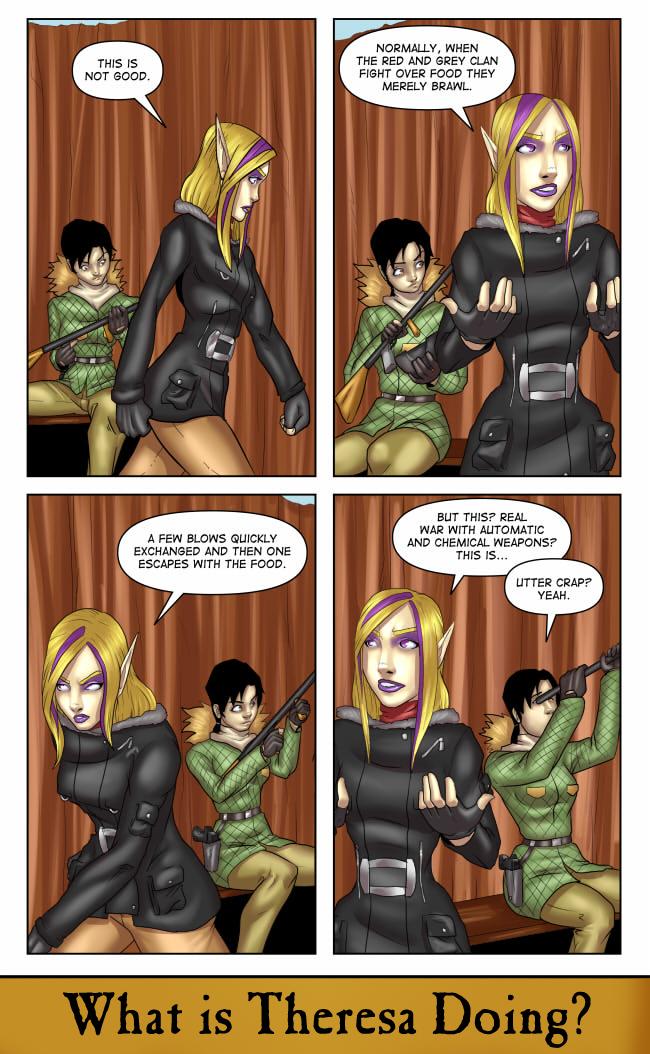 THIS IS
NOT GOOD.
NORMALLY, WHEN
THE RED AND GREY CLAN
FIGHT OVER FOOD THEY
MERELY BRAWL.
A FEW BLOWS QUICKLY
EXCHANGED AND THEN ONE
ESCAPES WITH THE FOOD.
BUT THIS? REAL
WAR WITH AUTOMATIC
AND CHEMICAL WEAPONS?
THIS IS...
UTTER CRAP?
YEAH.
What is Theresa Doing?